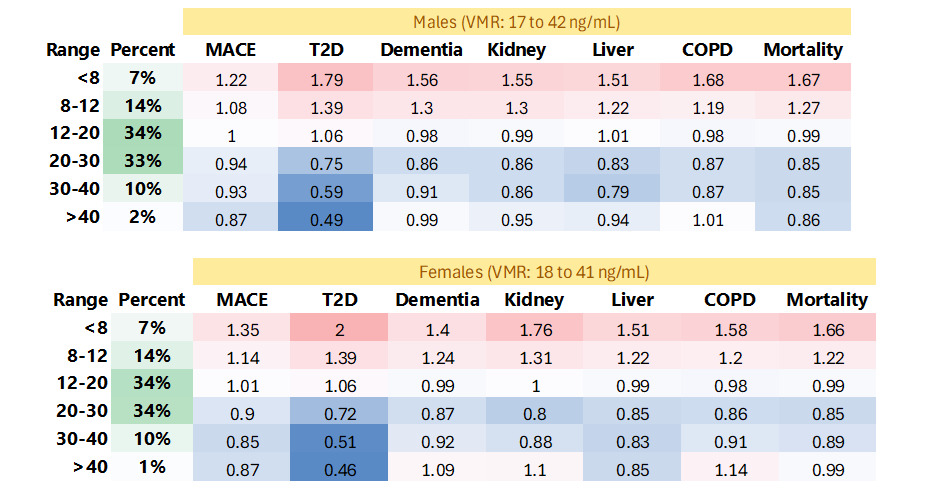 Males (VMR: 17 to 42 ng/mL)
Range Percent MACE T2D Dementia Kidney Liver COPD Mortality
<8 7% 1.22 1.79 1.56 1.55 1.51 1.68 1.67
8-12 14% 1.08 1.39 1.3 1.3 1.22 1.19 1.27
12-20 34% 1 1.06 0.98 0.99 1.01 0.98 0.99
20-30 33% 0.94 0.75 0.86 0.86 0.83 0.87 0.85
30-40 10% 0.93 0.59 0.91 0.86 0.79 0.87 0.85
>40 2% 0.87 0.49 0.99 0.95 0.94 1.01 0.86
Females (VMR: 18 to 41 ng/mL)
Range Percent MACE T2D Dementia Kidney Liver COPD Mortality
<8 7% 1.35 2 1.4 1.76 1.51 1.58 1.66
8-12 14% 1.14 1.39 1.24 1.31 1.22 1.2 1.22
12-20 34% 1.01 1.06 0.99 1 0.99 0.98 0.99
20-30 34% 0.9 0.72 0.87 0.8 0.85 0.86 0.85
30-40 10% 0.85 0.51 0.92 0.88 0.83 0.91 0.89
>40 1% 0.87 0.46 1.09 1.1 0.85 1.14 0.99